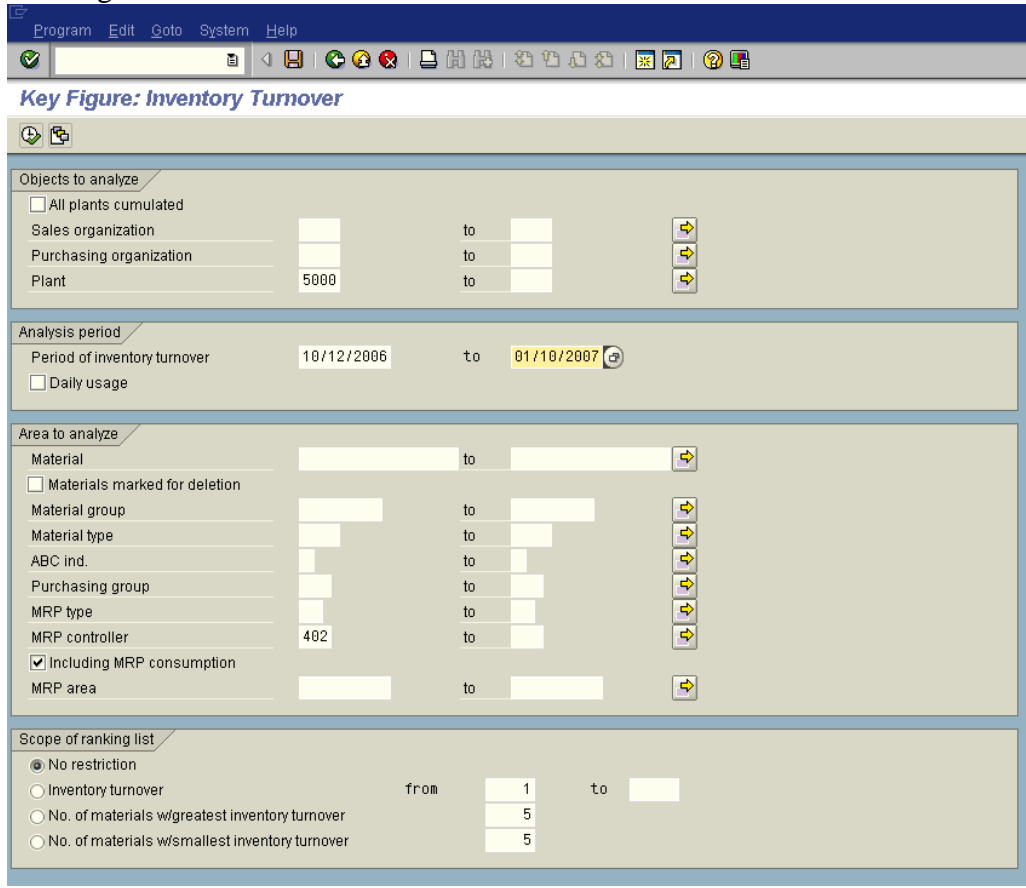 Program Edit Goto System Help
Key Figure: Inventory Turnover
Objects to analyze
All plants cumulated
Sales organization to
Purchasing organization to
Plant 5000 to
Analysis period
Period of inventory turnover 10/12/2006 to 01/10/2007
Daily usage
Area to analyze
Material to
Materials marked for deletion
Material group to
Material type to
ABC ind. to
Purchasing group to
MRP type to
MRP controller 402 to
Including MRP consumption
MRP area to
Scope of ranking list
No restriction
Inventory turnover from 1 to
No. of materials w/greatest inventory turnover 5
No. of materials w/smallest inventory turnover 5